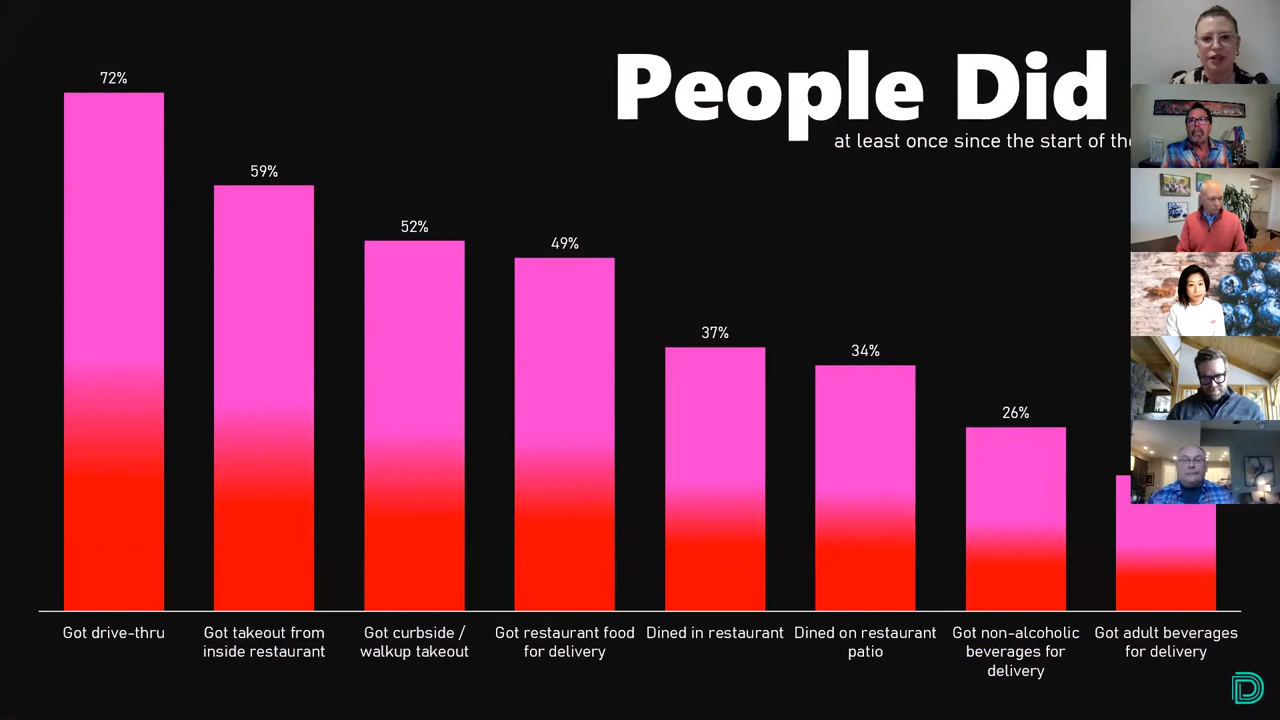 People Did
at least once since the start of the
72%
59%
52%
49%
37%
34%
26%
Got drive-thru
Got takeout from
inside restaurant
Got curbside /
walkup takeout
Got restaurant food
for delivery
Dined in restaurant
Dined on restaurant
patio
Got non-alcoholic
beverages for
delivery
Got adult beverages
for delivery